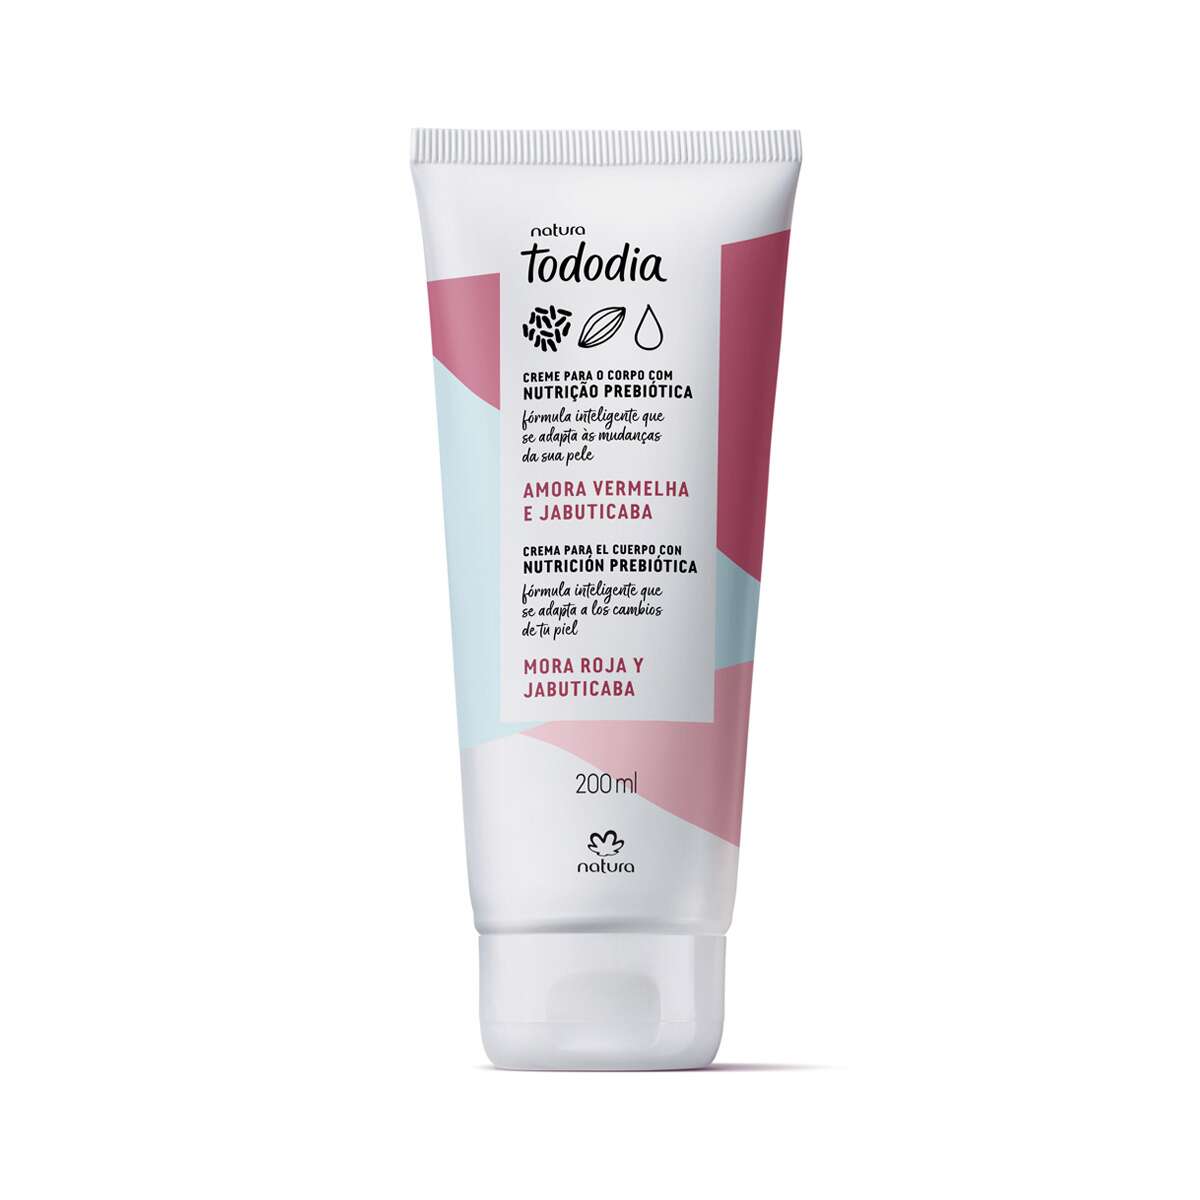 natura
tododia
CREME PARA O CORPO COM
NUTRIÇÃO PREBIÓTICA
fórmula inteligente que
se adapta às mudanças
da sua pele
AMORA VERMELHA
E JABUTICABA
CREMA PARA EL CUERPO CON
NUTRICIÓN PREBIÓTICA
fórmula inteligente que
se adapta a los cambios
de tu piel
MORA ROJA Y
JABUTICABA
200 ml
natura